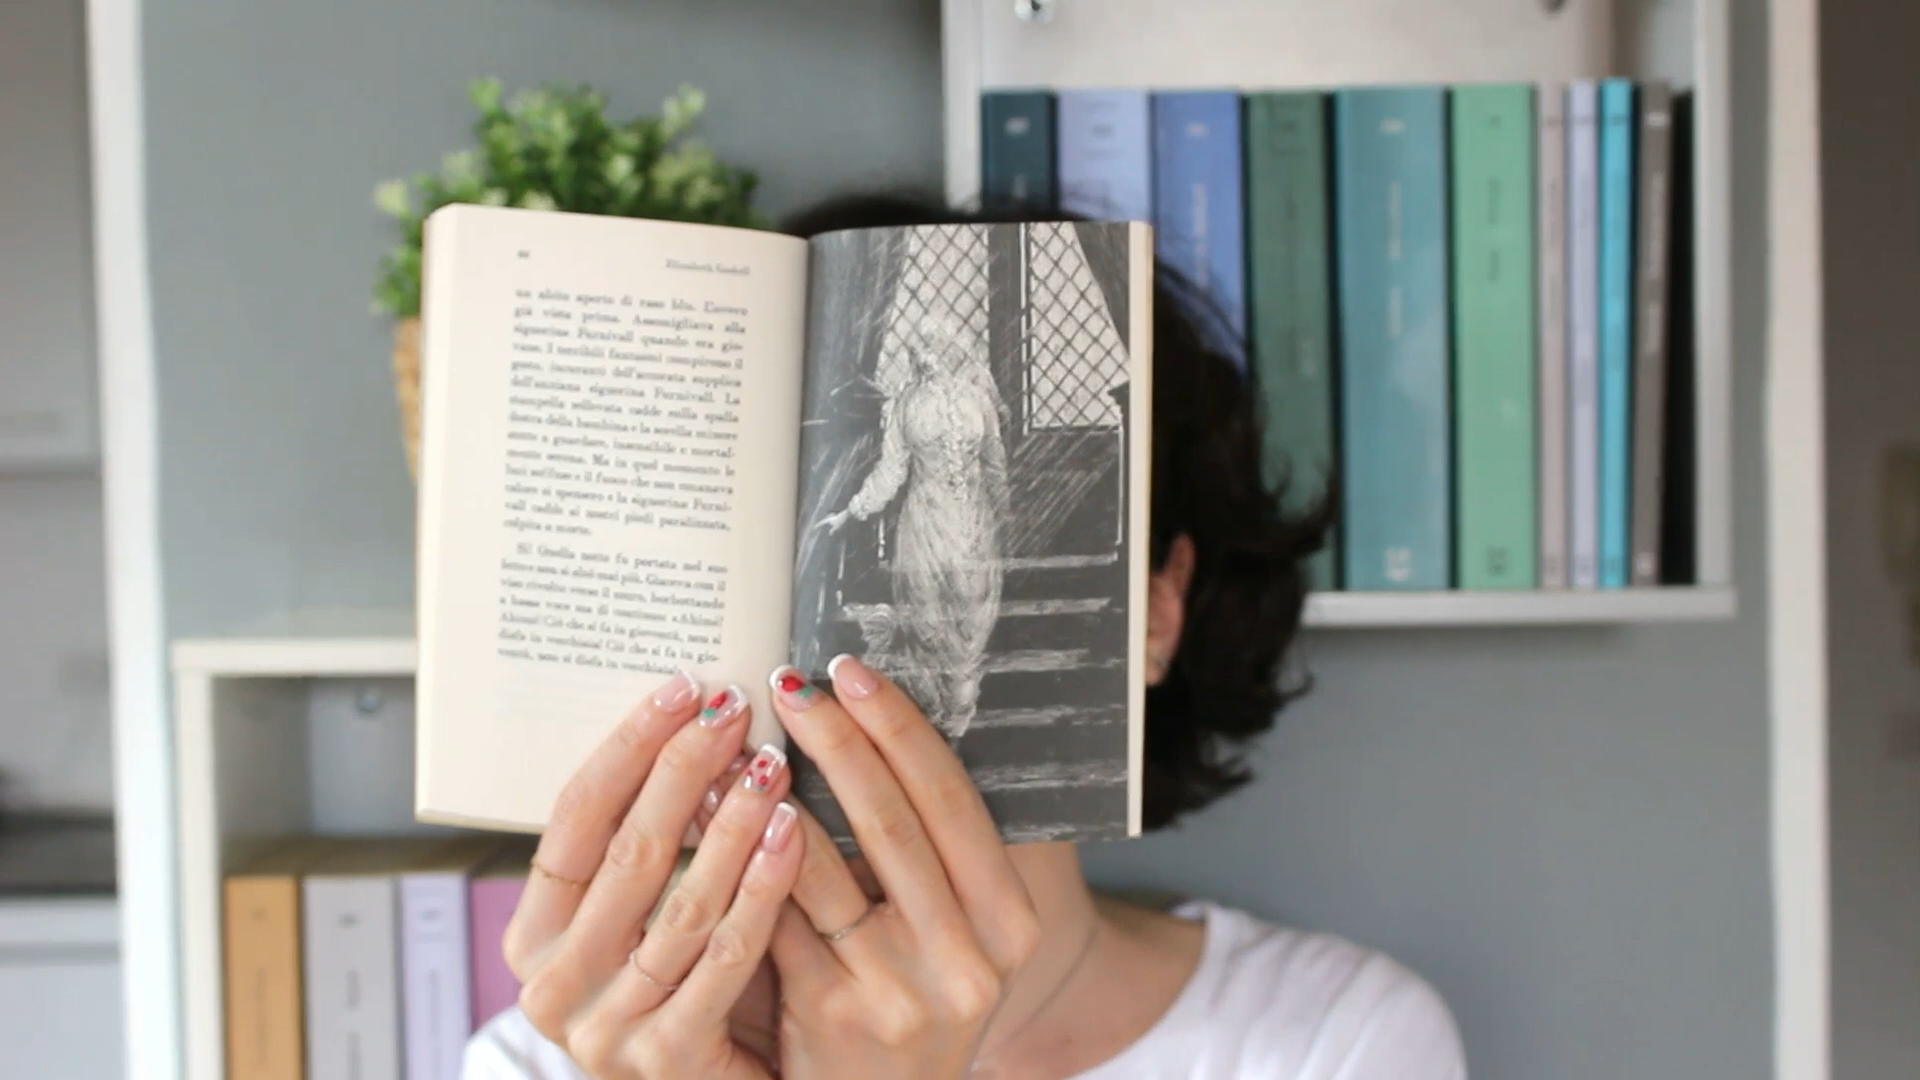 Elizabeth Gaskell
un abito aperto di raso blu. L'avevo
già vista prima. Assomigliava alla
signorina Furnivall quando era gio-
vane. I terribili fantasmi compirono il
gesto, incuranti dell'accorata supplica
dell'anziana signorina Furnivall. La
stampella sollevata cadde sulla spalla
destra della bambina e la sorella minore
stette a guardare, insensibile e mortal-
mente serena. Ma in quel momento le
luci soffuse e il fuoco che non emanava
calore si spensero e la signorina Furni-
vall cadde ai nostri piedi paralizzata,
colpita a morte.
Sì! Quella notte fu portata nel suo
letto e non si alzò mai più. Giaceva con il
viso rivolto verso il muro, borbottando
a bassa voce ma di continuo: «Ahimè!
Ahimè! Ciò che si fa in gioventù, non si
disfa in vecchiaia! Ciò che si fa in gio-
ventù, non si disfa in vecchiaia!